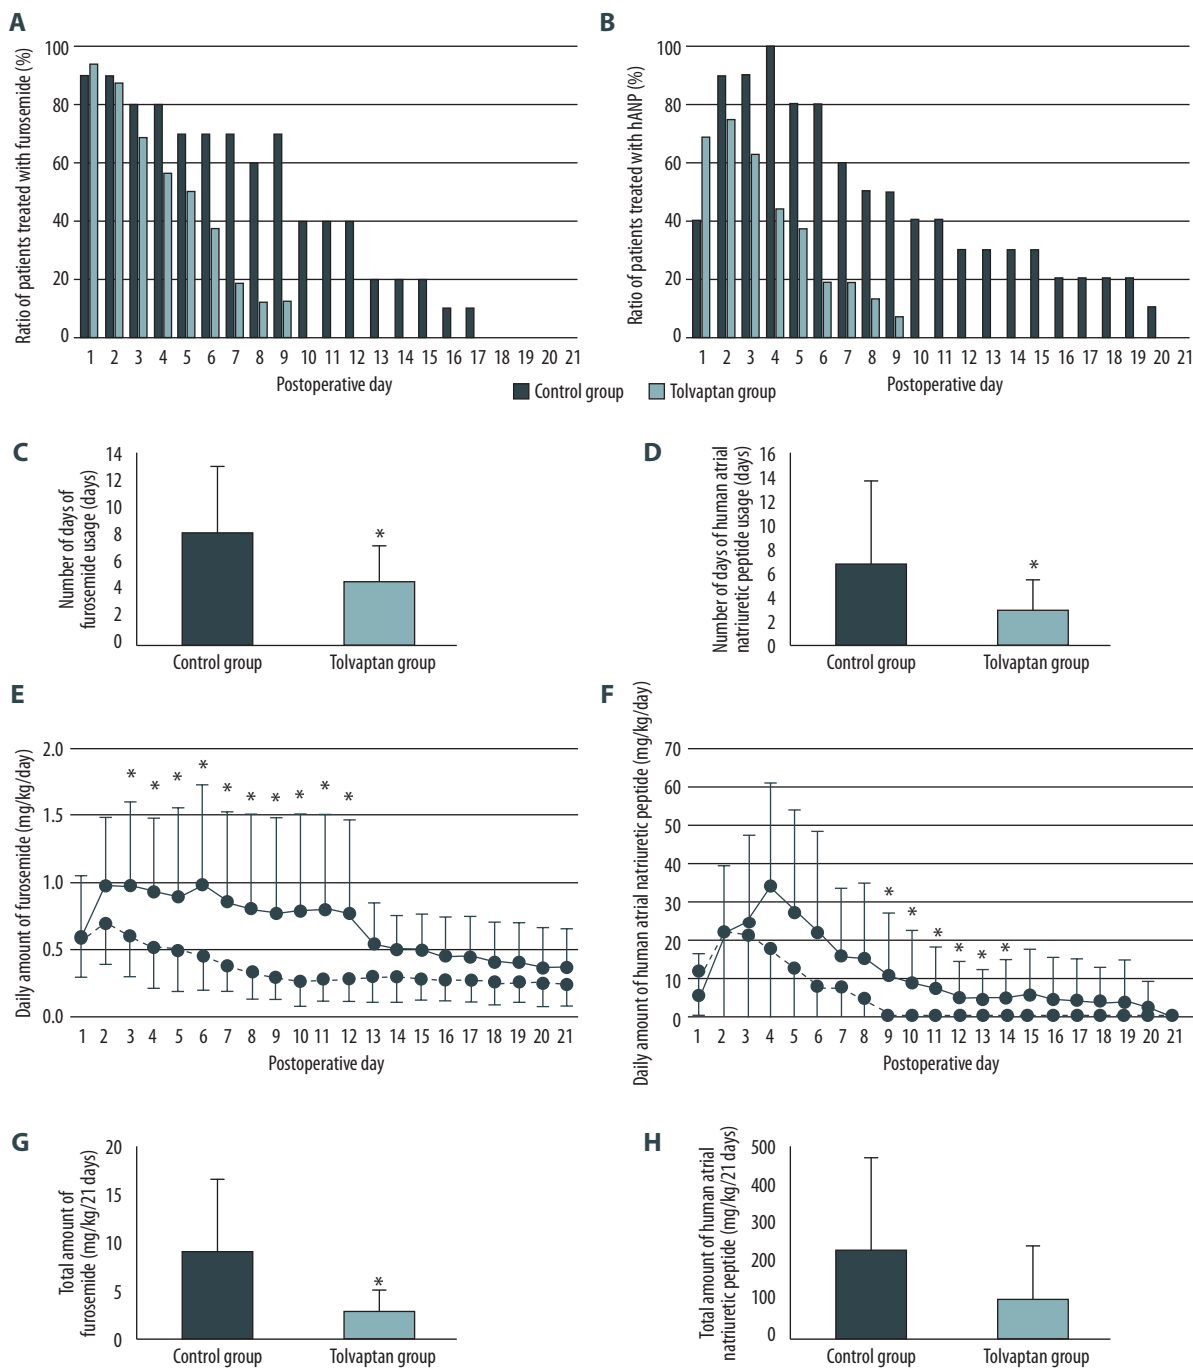 A
Ratio of patients treated with furosemide (%)
100
80
60
40
20
0
1 2 3 4 5 6 7 8 9 10 11 12 13 14 15 16 17 18 19 20 21
Postoperative day
B
Ratio of patients treated with hANP (%)
100
80
60
40
20
0
1 2 3 4 5 6 7 8 9 10 11 12 13 14 15 16 17 18 19 20 21
Postoperative day
Control group Tolvaptan group
C
Number of days of
furosemide usage (days)
14
12
10
8
6
4
2
0
*
Control group Tolvaptan group
D
Number of days of human atrial
natriuretic peptide usage (days)
16
14
12
10
8
6
4
2
0
*
Control group Tolvaptan group
E
Daily amount of furosemide (mg/kg/day)
2.0
1.5
1.0
0.5
0.0
* * * * * * * * * *
1 2 3 4 5 6 7 8 9 10 11 12 13 14 15 16 17 18 19 20 21
Postoperative day
F
Daily amount of human atrial natriuretic peptide (mg/kg/day)
70
60
50
40
30
20
10
0
* * * * * *
1 2 3 4 5 6 7 8 9 10 11 12 13 14 15 16 17 18 19 20 21
Postoperative day
G
Total amount of
furosemide (mg/kg/21 days)
20
15
10
5
0
*
Control group Tolvaptan group
H
Total amount of human atrial
natriuretic peptide (mg/kg/21 days)
500
400
300
200
100
0
Control group Tolvaptan group